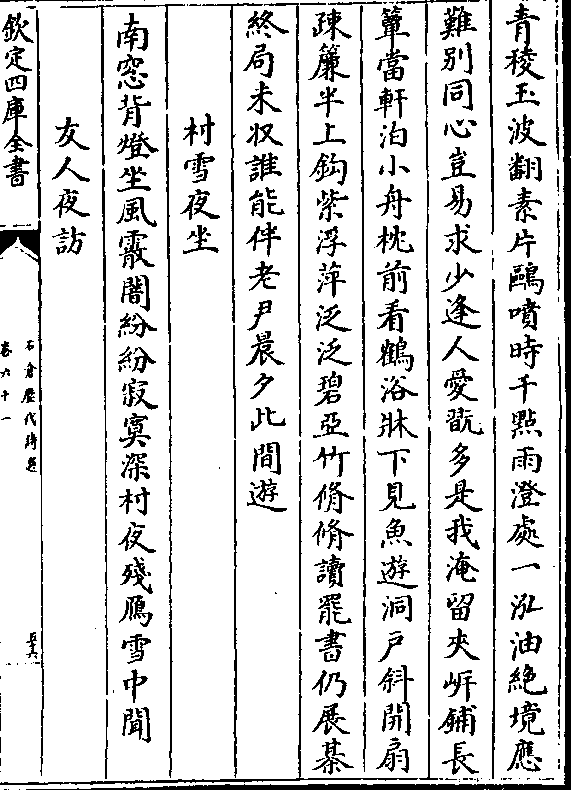 青稜玉波翻素片鷗噴時千點雨澄處一泓油絶境應
難别同心豈易求少逢人愛翫多是我淹留夾岍鋪長
簟當軒泊小舟枕前看鶴浴牀下見魚遊洞户斜開扇
疎簾半上鈎紫浮萍泛泛碧亞竹脩脩讀罷書仍展棊
終局未収誰能伴老尹晨夕此間遊
村雪夜坐
南窓背燈坐風霰闇紛紛寂寞深村夜殘鴈雪中聞
友人夜訪
欽定四庫全書
石倉歷代詩選
卷六十一